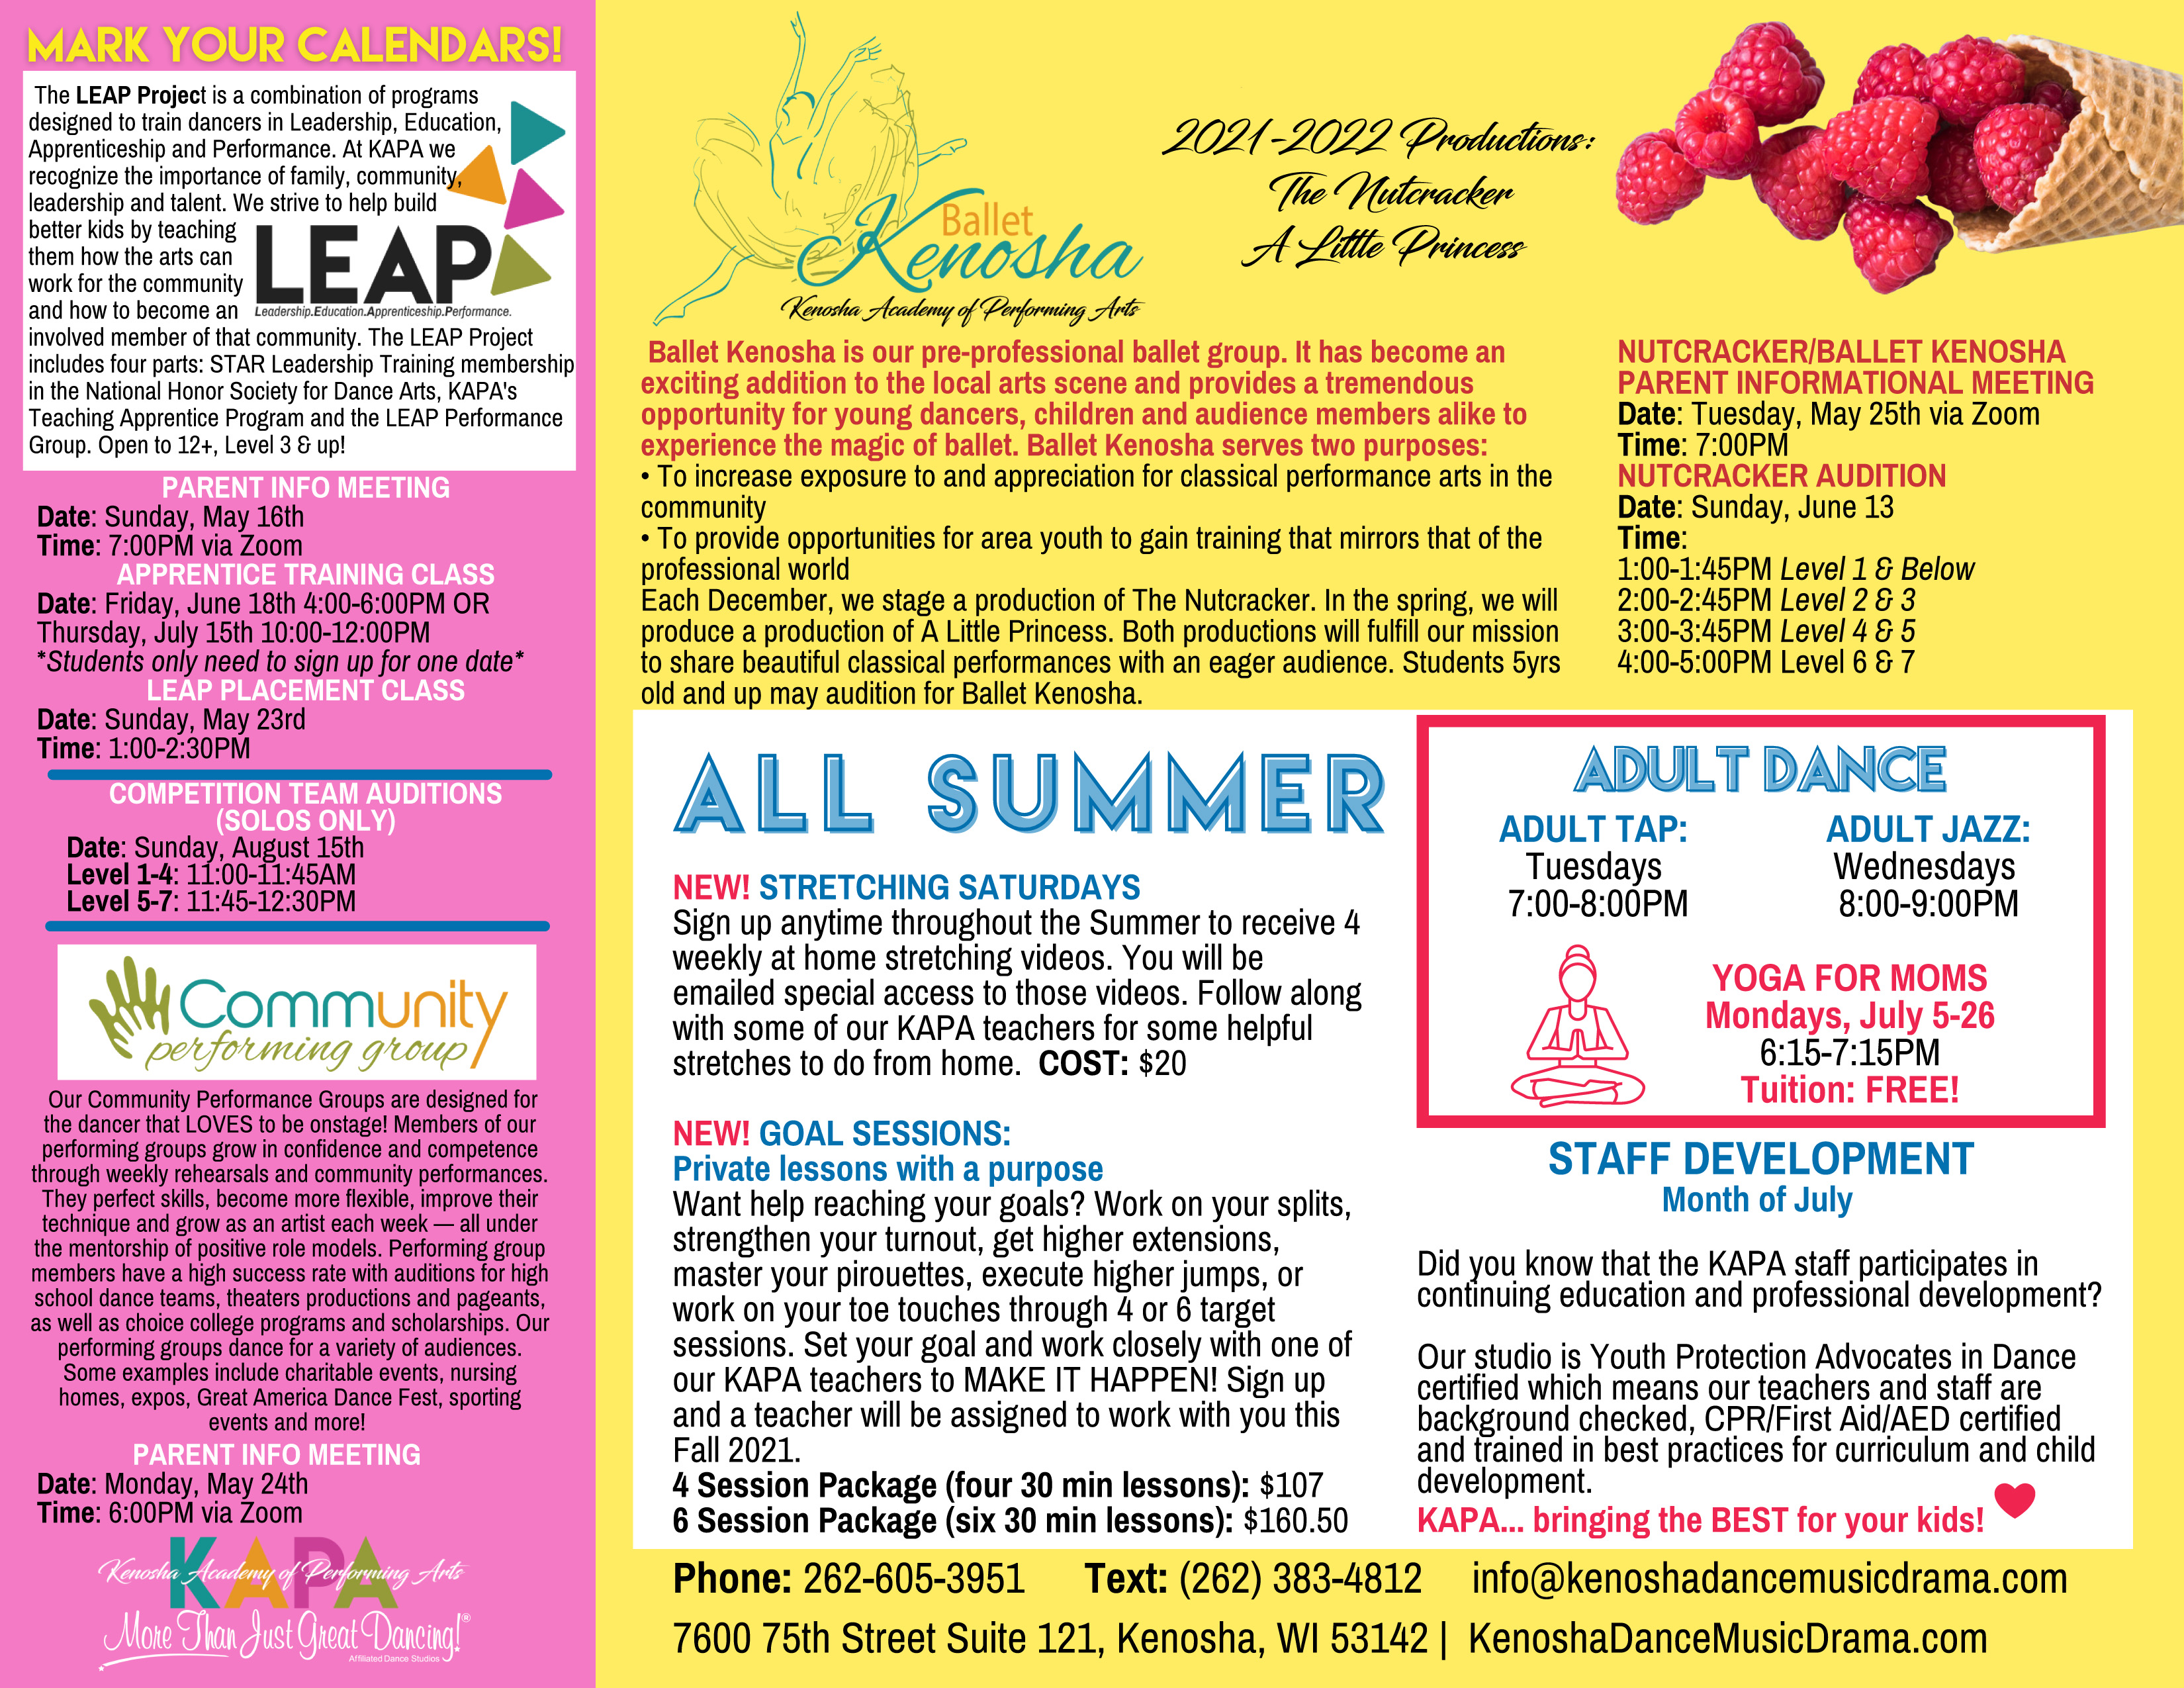 MARK YOUR CALENDARS!
The LEAP Project is a combination of programs
designed to train dancers in Leadership, Education,
Apprenticeship and Performance. At KAPA we
recognize the importance of family, community,
leadership and talent. We strive to help build
better kids by teaching
them how the arts can
work for the community
and how to become an
LEAP
Leadership.Education.Apprenticeship.Performance.
involved member of that community. The LEAP Project
includes four parts: STAR Leadership Training membership
in the National Honor Society for Dance Arts, KAPA's
Teaching Apprentice Program and the LEAP Performance
Group. Open to 12+, Level 3 & up!
PARENT INFO MEETING
Date: Sunday, May 16th
Time: 7:00PM via Zoom
APPRENTICE TRAINING CLASS
Date: Friday, June 18th 4:00-6:00PM OR
Thursday, July 15th 10:00-12:00PM
*Students only need to sign up for one date*
LEAP PLACEMENT CLASS
Date: Sunday, May 23rd
Time: 1:00-2:30PM
COMPETITION TEAM AUDITIONS
(SOLOS ONLY)
Date: Sunday, August 15th
Level 1-4: 11:00-11:45AM
Level 5-7: 11:45-12:30PM
Community
performing group
Our Community Performance Groups are designed for
the dancer that LOVES to be onstage! Members of our
performing groups grow in confidence and competence
through weekly rehearsals and community performances.
They perfect skills, become more flexible, improve their
technique and grow as an artist each week — all under
the mentorship of positive role models. Performing group
members have a high success rate with auditions for high
school dance teams, theaters productions and pageants,
as well as choice college programs and scholarships. Our
performing groups dance for a variety of audiences.
Some examples include charitable events, nursing
homes, expos, Great America Dance Fest, sporting
events and more!
PARENT INFO MEETING
Date: Monday, May 24th
Time: 6:00PM via Zoom
KAPA
Kenosha Academy of Performing Arts
More Than Just Great Dancing!®
Affiliated Dance Studios
Ballet
Kenosha
Kenosha Academy of Performing Arts
2021-2022 Productions:
The Nutcracker
A Little Princess
Ballet Kenosha is our pre-professional ballet group. It has become an
exciting addition to the local arts scene and provides a tremendous
opportunity for young dancers, children and audience members alike to
experience the magic of ballet. Ballet Kenosha serves two purposes:
• To increase exposure to and appreciation for classical performance arts in the
community
• To provide opportunities for area youth to gain training that mirrors that of the
professional world
Each December, we stage a production of The Nutcracker. In the spring, we will
produce a production of A Little Princess. Both productions will fulfill our mission
to share beautiful classical performances with an eager audience. Students 5yrs
old and up may audition for Ballet Kenosha.
NUTCRACKER/BALLET KENOSHA
PARENT INFORMATIONAL MEETING
Date: Tuesday, May 25th via Zoom
Time: 7:00PM
NUTCRACKER AUDITION
Date: Sunday, June 13
Time:
1:00-1:45PM Level 1 & Below
2:00-2:45PM Level 2 & 3
3:00-3:45PM Level 4 & 5
4:00-5:00PM Level 6 & 7
ALL SUMMER
NEW! STRETCHING SATURDAYS
Sign up anytime throughout the Summer to receive 4
weekly at home stretching videos. You will be
emailed special access to those videos. Follow along
with some of our KAPA teachers for some helpful
stretches to do from home. COST: $20
NEW! GOAL SESSIONS:
Private lessons with a purpose
Want help reaching your goals? Work on your splits,
strengthen your turnout, get higher extensions,
master your pirouettes, execute higher jumps, or
work on your toe touches through 4 or 6 target
sessions. Set your goal and work closely with one of
our KAPA teachers to MAKE IT HAPPEN! Sign up
and a teacher will be assigned to work with you this
Fall 2021.
4 Session Package (four 30 min lessons): $107
6 Session Package (six 30 min lessons): $160.50
ADULT DANCE
ADULT TAP:
Tuesdays
7:00-8:00PM
ADULT JAZZ:
Wednesdays
8:00-9:00PM
YOGA FOR MOMS
Mondays, July 5-26
6:15-7:15PM
Tuition: FREE!
STAFF DEVELOPMENT
Month of July
Did you know that the KAPA staff participates in
continuing education and professional development?
Our studio is Youth Protection Advocates in Dance
certified which means our teachers and staff are
background checked, CPR/First Aid/AED certified
and trained in best practices for curriculum and child
development.
KAPA... bringing the BEST for your kids!
Phone: 262-605-3951 Text: (262) 383-4812 info@kenoshadancemusicdrama.com
7600 75th Street Suite 121, Kenosha, WI 53142 | KenoshaDanceMusicDrama.com